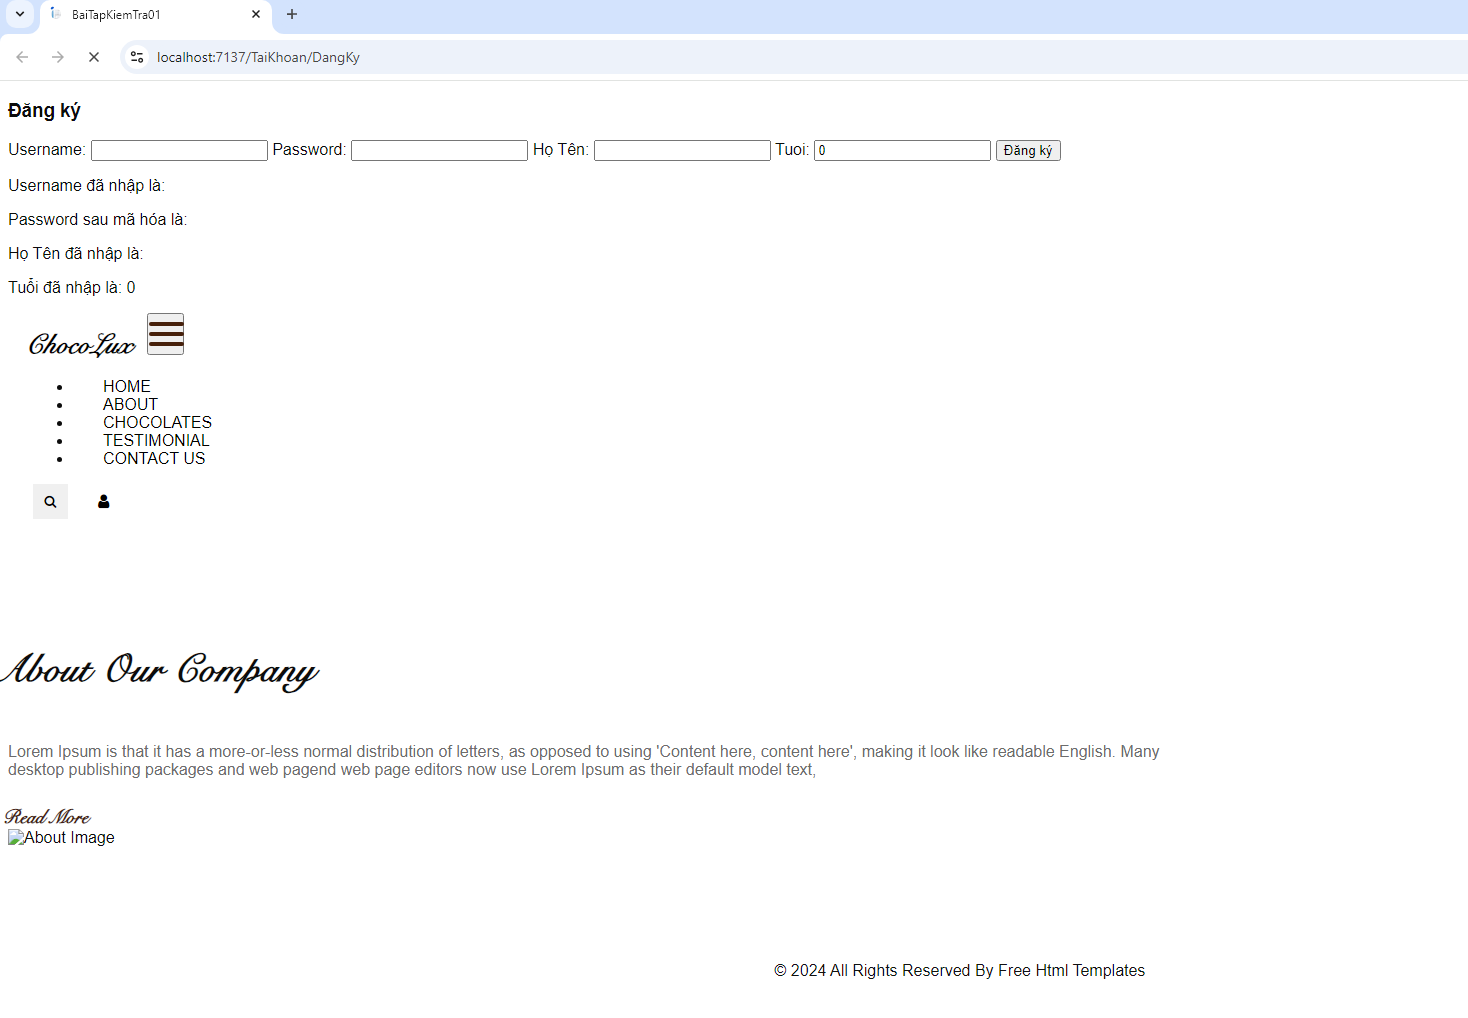 BaiTapKiemTra01
localhost:7137/TaiKhoan/DangKy
Đăng ký
Username: Password: Họ Tên: Tuoi: 0 Đăng ký
Username đã nhập là:
Password sau mã hóa là:
Họ Tên đã nhập là:
Tuổi đã nhập là: 0
ChocoLux
HOME
ABOUT
CHOCOLATES
TESTIMONIAL
CONTACT US
About Our Company
Lorem Ipsum is that it has a more-or-less normal distribution of letters, as opposed to using 'Content here, content here', making it look like readable English. Many
desktop publishing packages and web pagend web page editors now use Lorem Ipsum as their default model text,
Read More
About Image
© 2024 All Rights Reserved By Free Html Templates